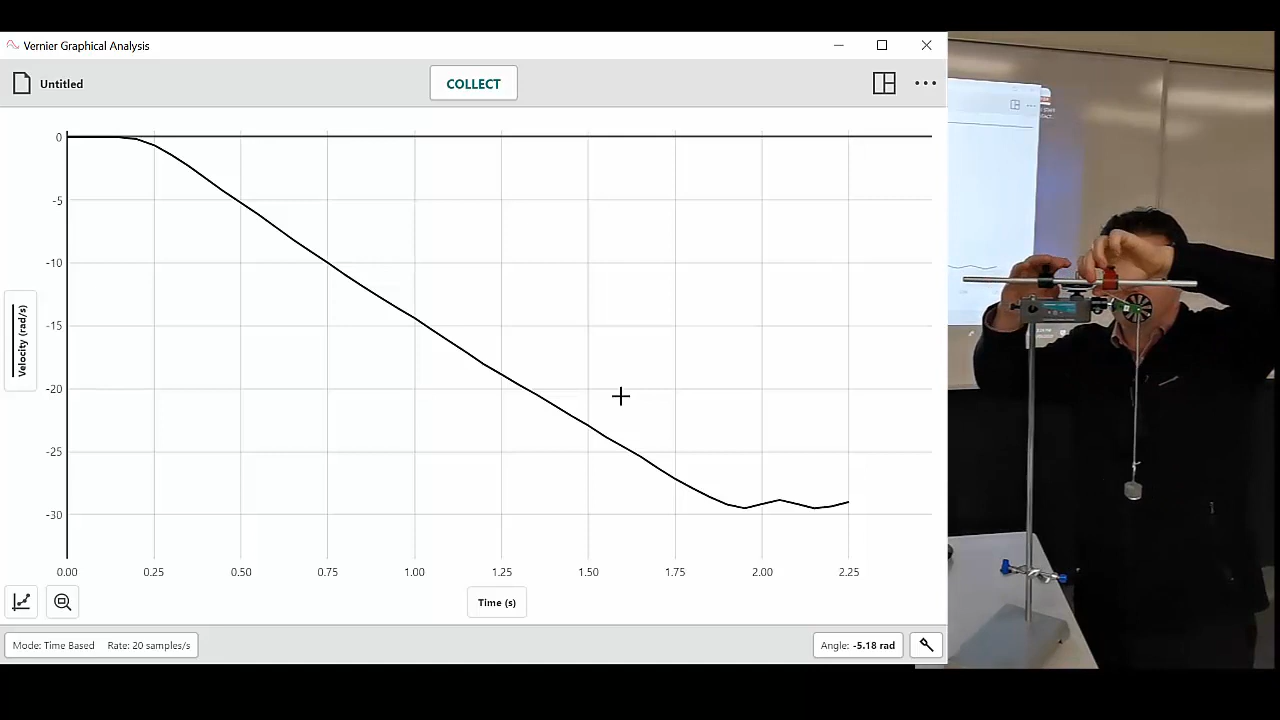 Vernier Graphical Analysis
Untitled
COLLECT
0
-5
-10
-15
-20
-25
-30
Velocity (rad/s)
0.00 0.25 0.50 0.75 1.00 1.25 1.50 1.75 2.00 2.25
Time (s)
Mode: Time Based Rate: 20 samples/s
Angle: -5.18 rad